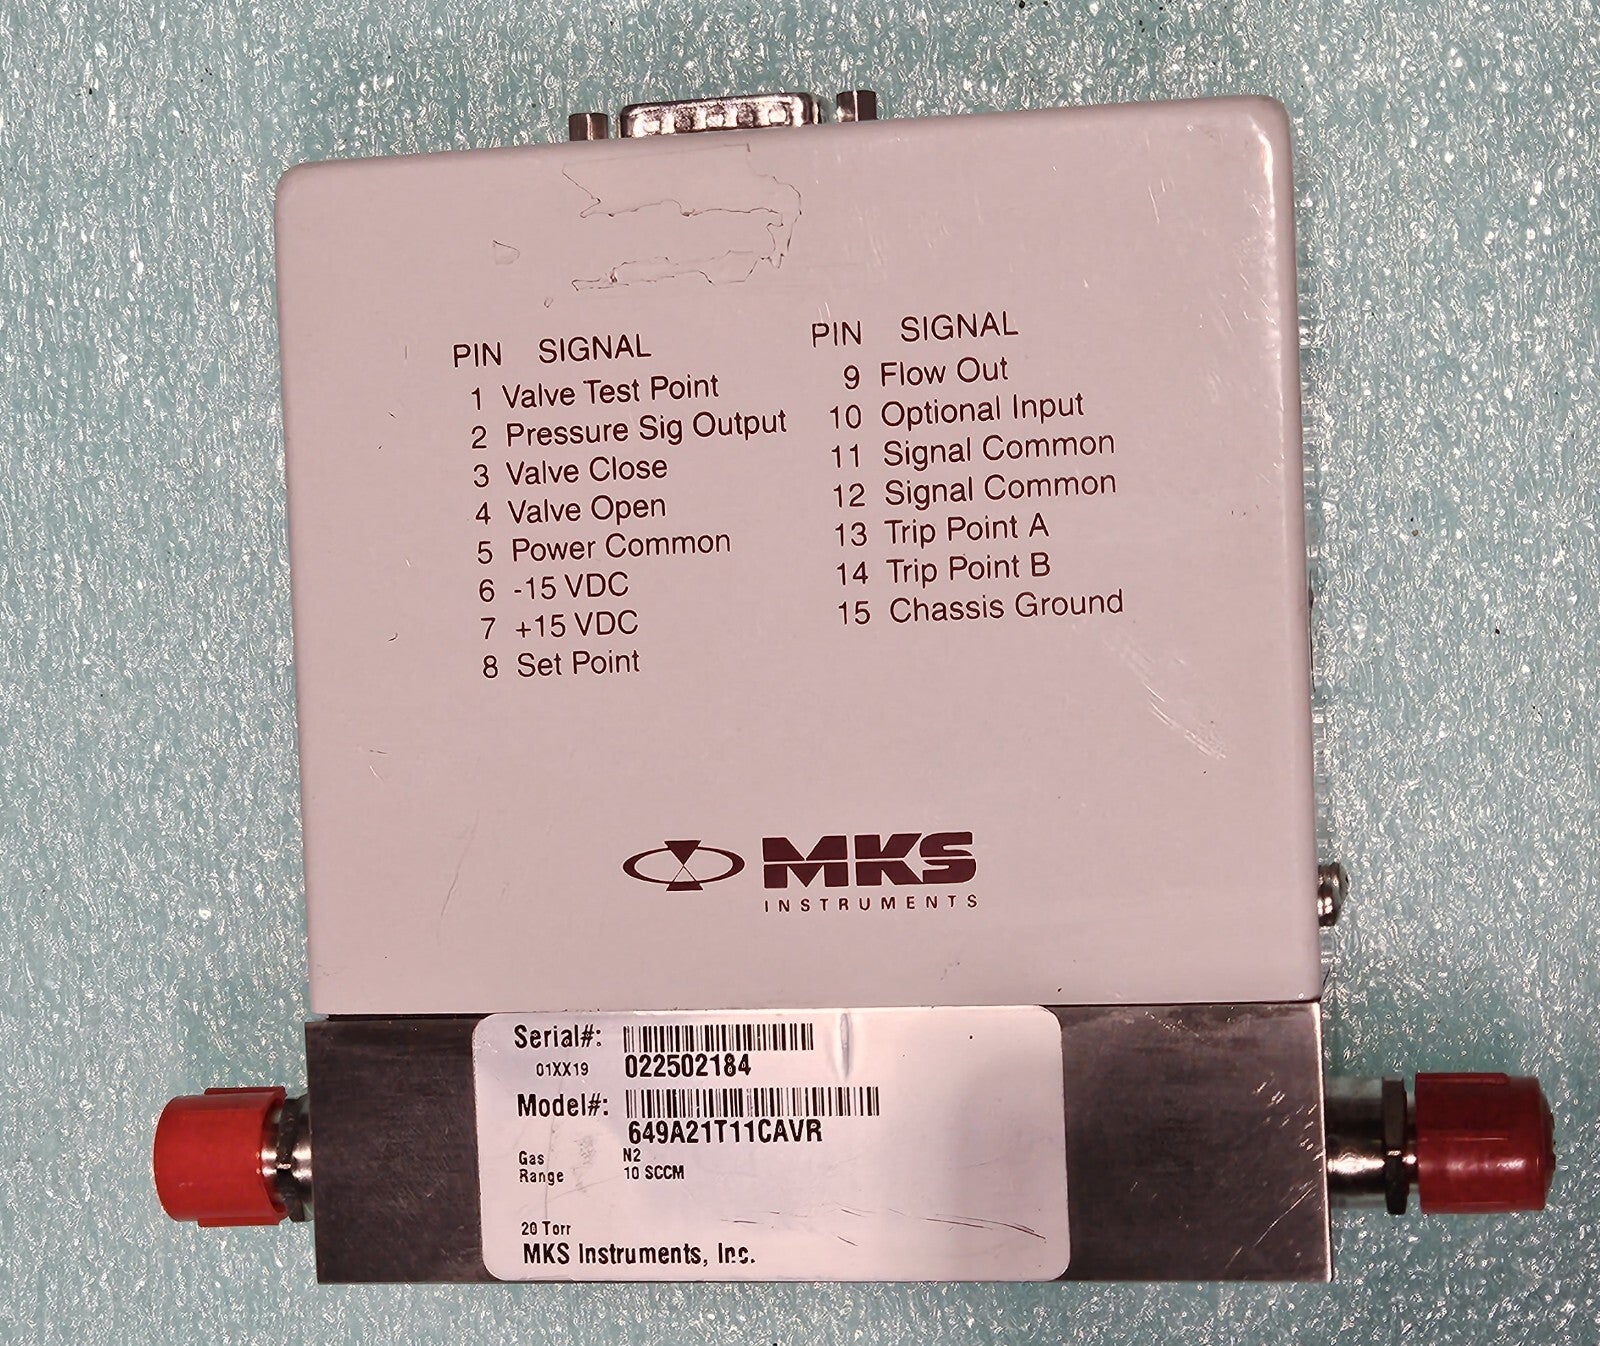 PIN SIGNAL
1 Valve Test Point
2 Pressure Sig Output
3 Valve Close
4 Valve Open
5 Power Common
6 -15 VDC
7 +15 VDC
8 Set Point
PIN SIGNAL
9 Flow Out
10 Optional Input
11 Signal Common
12 Signal Common
13 Trip Point A
14 Trip Point B
15 Chassis Ground
MKS
INSTRUMENTS
Serial#:
01XX19 022502184
Model#:
649A21T11CAVR
Gas N2
Range 10 SCCM
20 Torr
MKS Instruments, Inc.